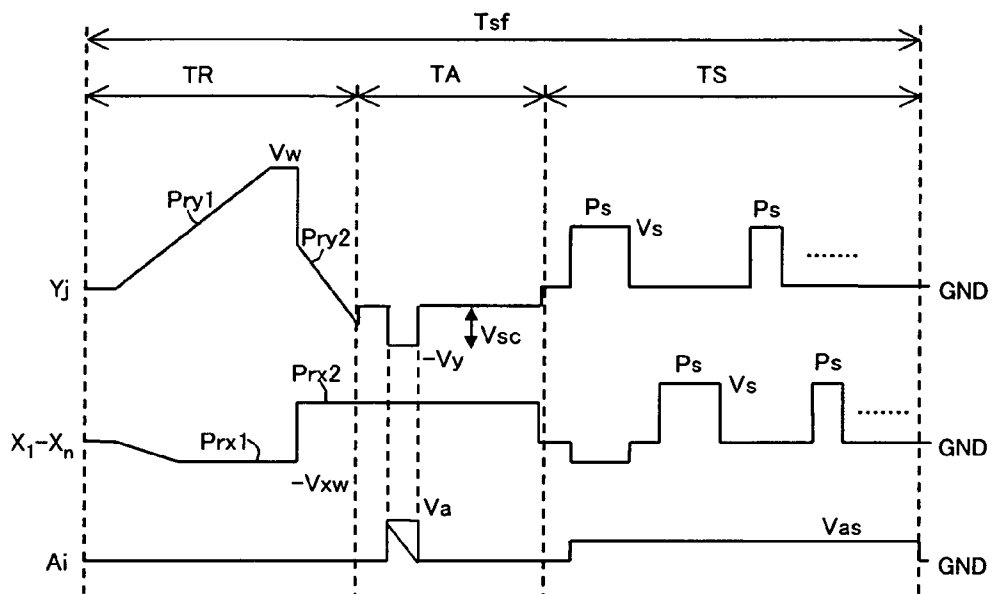 Tsf
TR TA TS
Vw
Pry1
Pry2
Ps Vs Ps ........
Yj GND
Vsc
-Vy
Prx2
Ps Vs Ps ........
X1-Xn Prx1 GND
-Vxw
Va
Vas
Ai GND